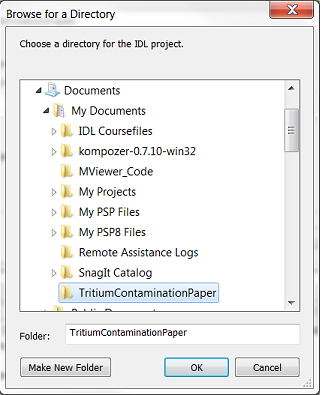 Browse for a Directory
Choose a directory for the IDL project.
Documents
My Documents
IDL Coursefiles
kompozer-0.7.10-win32
MViewer_Code
My Projects
My PSP Files
My PSP8 Files
Remote Assistance Logs
SnagIt Catalog
TritiumContaminationPaper
Folder: TritiumContaminationPaper
Make New Folder OK Cancel